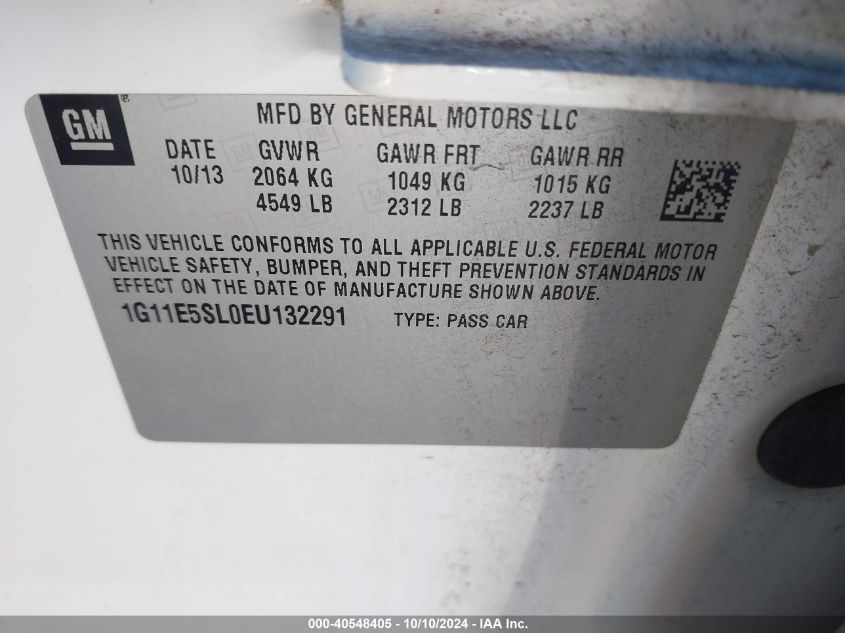 GM
MFD BY GENERAL MOTORS LLC
DATE GVWR GAWR FRT GAWR RR
10/13 2064 KG 1049 KG 1015 KG
4549 LB 2312 LB 2237 LB
THIS VEHICLE CONFORMS TO ALL APPLICABLE U.S. FEDERAL MOTOR
VEHICLE SAFETY, BUMPER, AND THEFT PREVENTION STANDARDS IN
EFFECT ON THE DATE OF MANUFACTURE SHOWN ABOVE.
1G11E5SL0EU132291 TYPE: PASS CAR
000-40548405 - 10/10/2024 - IAA Inc.